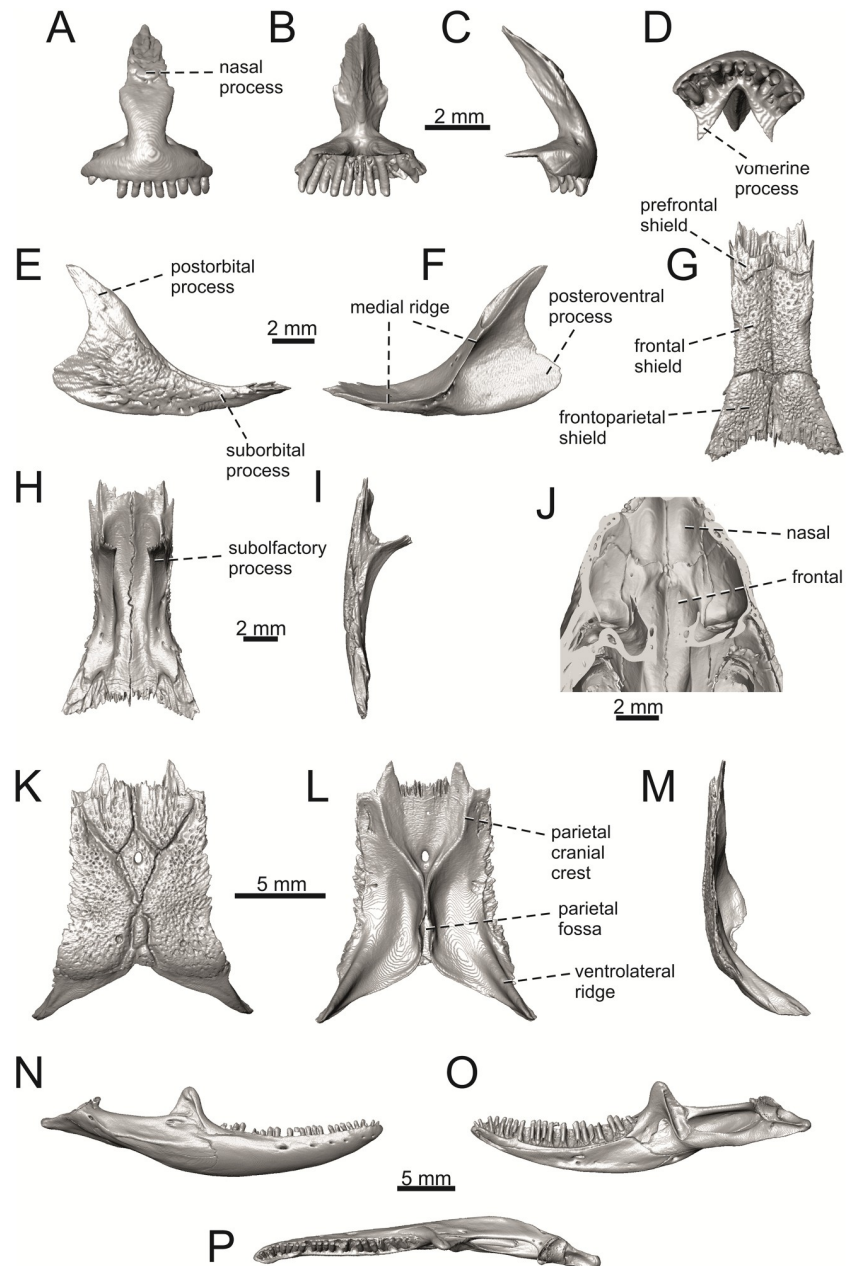 A
B
C
D
nasal
process
2 mm
vomerine
process
prefrontal
shield
E
F
G
postorbital
process
medial ridge
2 mm
posteroventral
process
frontal
shield
frontoparietal
shield
suborbital
process
H
I
J
subolfactory
process
nasal
frontal
2 mm
2 mm
K
L
M
parietal
cranial
crest
5 mm
parietal
fossa
ventrolateral
ridge
N
O
5 mm
P